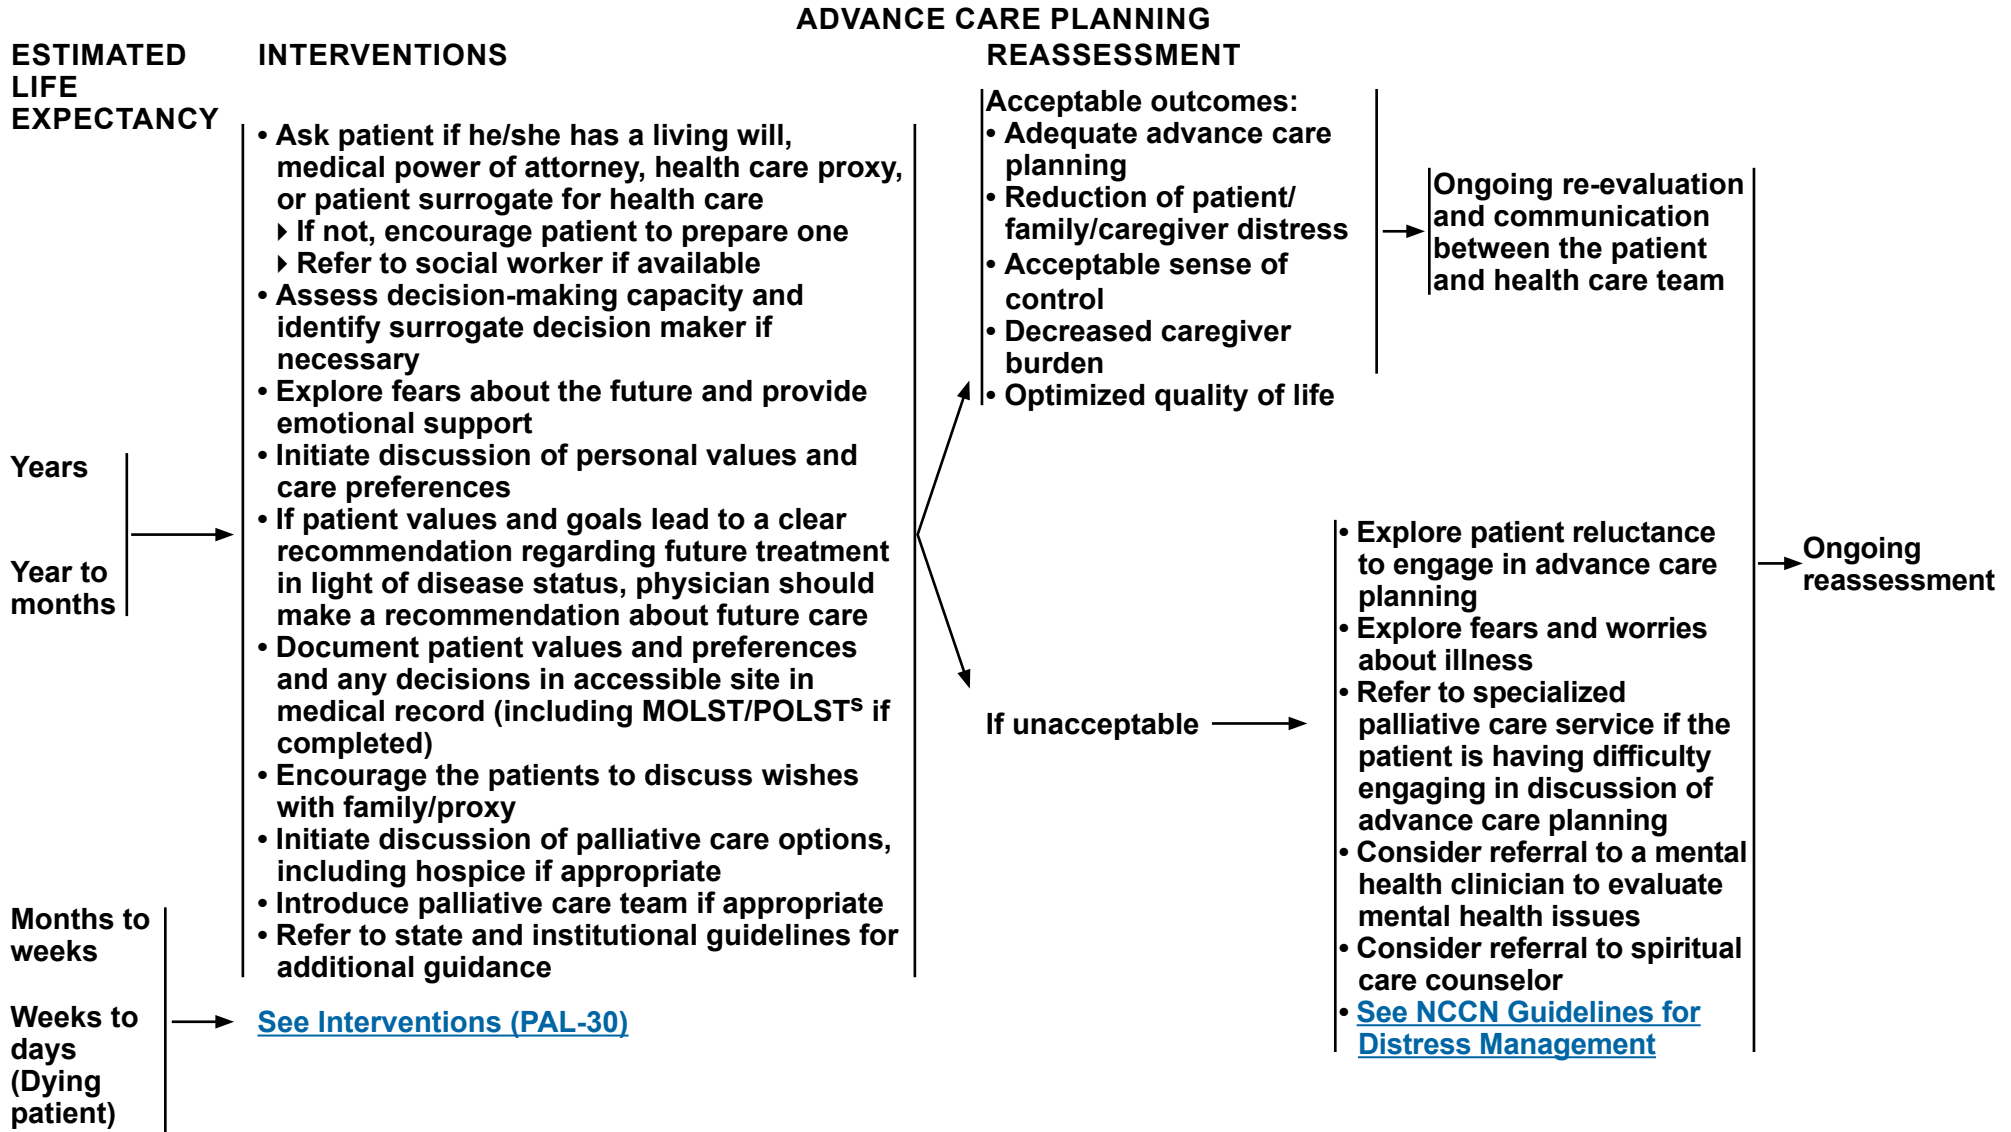 ADVANCE CARE PLANNING
ESTIMATED
LIFE
EXPECTANCY
INTERVENTIONS
REASSESSMENT
Years
Year to
months
Months to
weeks
Weeks to
days
(Dying
patient)
• Ask patient if he/she has a living will,
medical power of attorney, health care proxy,
or patient surrogate for health care
▸ If not, encourage patient to prepare one
▸ Refer to social worker if available
• Assess decision-making capacity and
identify surrogate decision maker if
necessary
• Explore fears about the future and provide
emotional support
• Initiate discussion of personal values and
care preferences
• If patient values and goals lead to a clear
recommendation regarding future treatment
in light of disease status, physician should
make a recommendation about future care
• Document patient values and preferences
and any decisions in accessible site in
medical record (including MOLST/POLSTˢ if
completed)
• Encourage the patients to discuss wishes
with family/proxy
• Initiate discussion of palliative care options,
including hospice if appropriate
• Introduce palliative care team if appropriate
• Refer to state and institutional guidelines for
additional guidance
See Interventions (PAL-30)
Acceptable outcomes:
• Adequate advance care
planning
• Reduction of patient/
family/caregiver distress
• Acceptable sense of
control
• Decreased caregiver
burden
• Optimized quality of life
Ongoing re-evaluation
and communication
between the patient
and health care team
If unacceptable
• Explore patient reluctance
to engage in advance care
planning
• Explore fears and worries
about illness
• Refer to specialized
palliative care service if the
patient is having difficulty
engaging in discussion of
advance care planning
• Consider referral to a mental
health clinician to evaluate
mental health issues
• Consider referral to spiritual
care counselor
• See NCCN Guidelines for
Distress Management
Ongoing
reassessment